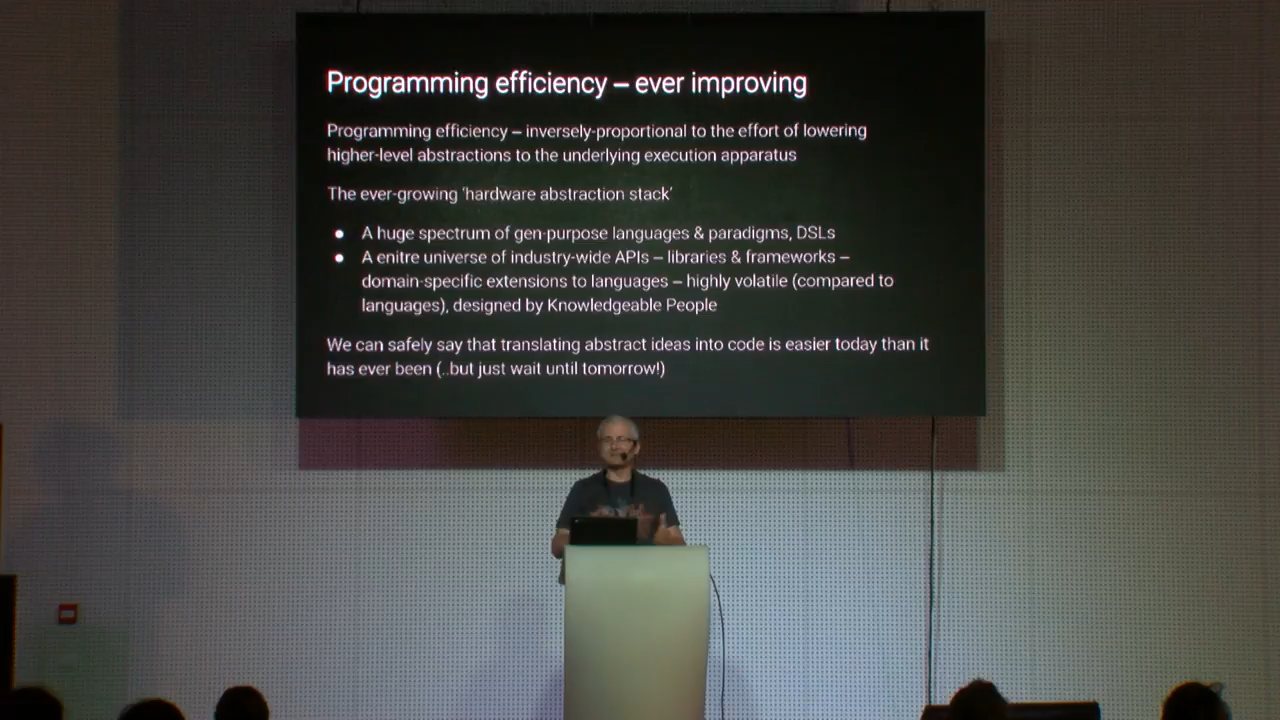 Programming efficiency – ever improving
Programming efficiency – inversely-proportional to the effort of lowering
higher-level abstractions to the underlying execution apparatus
The ever-growing 'hardware abstraction stack'
● A huge spectrum of gen-purpose languages & paradigms, DSLs
● A enitre universe of industry-wide APIs – libraries & frameworks –
domain-specific extensions to languages – highly volatile (compared to
languages), designed by Knowledgeable People
We can safely say that translating abstract ideas into code is easier today than it
has ever been (..but just wait until tomorrow!)